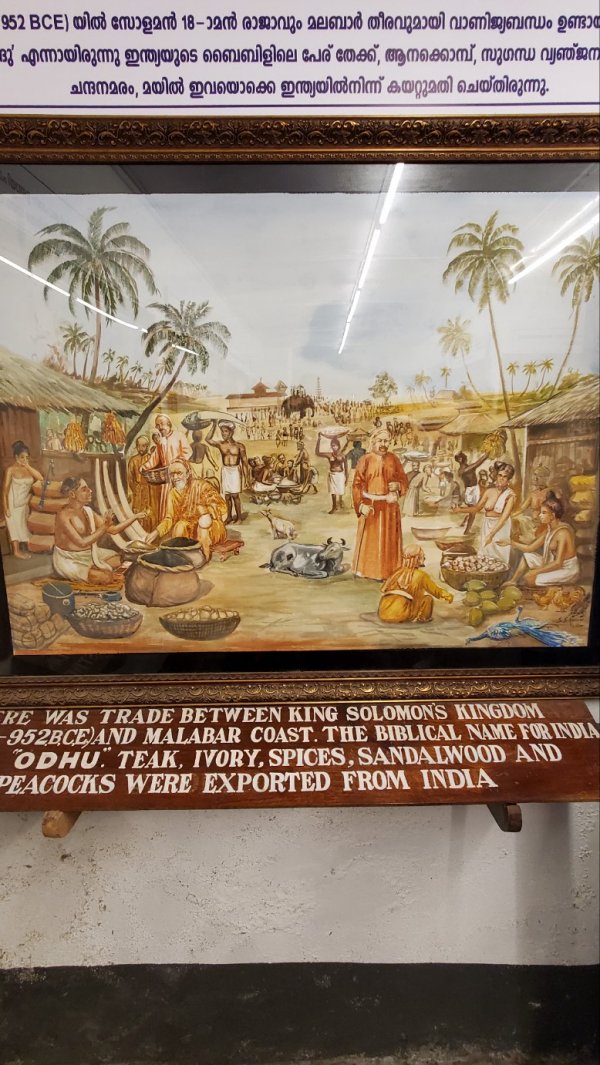 952 BCE) യിൽ സോളമൻ 18-ാമൻ രാജാവും മലബാർ തീരവുമായി വാണിജ്യബന്ധം ഉണ്ടായ
എന്നായിരുന്നു ഇന്ത്യയുടെ ബൈബിളിലെ പേര് തേക്ക്, ആനക്കൊമ്പ്, സുഗന്ധ വ്യഞ്ജന
ചന്ദനമരം, മയിൽ ഇവയൊക്കെ ഇന്ത്യയിൽനിന്ന് കയറ്റുമതി ചെയ്തിരുന്നു.
RE WAS TRADE BETWEEN KING SOLOMON'S KINGDOM
-952BCE) AND MALABAR COAST. THE BIBLICAL NAME FOR INDIA
"ODHU". TEAK, IVORY, SPICES, SANDALWOOD AND
PEACOCKS WERE EXPORTED FROM INDIA